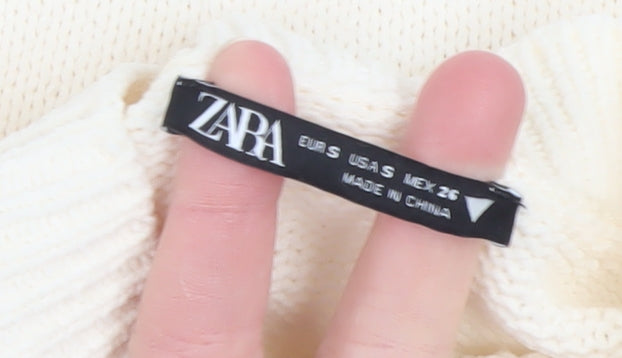 ZARA
EUR S USA S MEX 26
MADE IN CHINA